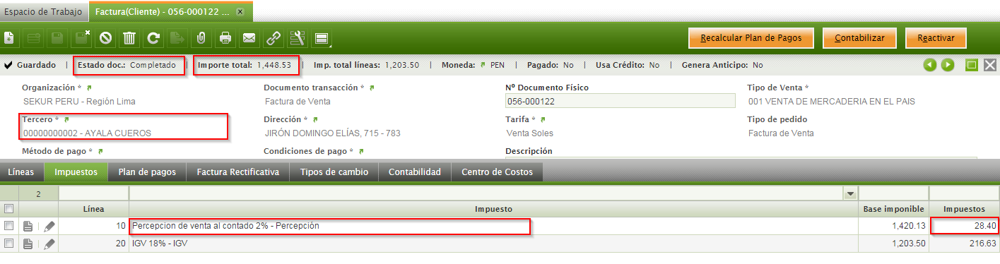 Espacio de Trabajo Factura(Cliente) - 056-000122 ... x
Recalcular Plan de Pagos Contabilizar Reactivar
Guardado | Estado doc.: Completado | Importe total: 1,448.53 | Imp. total líneas: 1,203.50 | Moneda: PEN | Pagado: No | Usa Crédito: No | Genera Anticipo: No
Organización * Documento transacción * Nº Documento Físico Tipo de Venta *
SEKUR PERU - Región Lima Factura de Venta 056-000122 001 VENTA DE MERCADERIA EN EL PAIS
Tercero * Dirección * Tarifa * Tipo de pedido
00000000002 - AYALA CUEROS JIRÓN DOMINGO ELÍAS, 715 - 783 Venta Soles Factura de Venta
Método de pago * Condiciones de pago * Descripción
Líneas Impuestos Plan de pagos Factura Rectificativa Tipos de cambio Contabilidad Centro de Costos
2
Línea Impuesto Base imponible Impuestos
10 Percepcion de venta al contado 2% - Percepción 1,420.13 28.40
20 IGV 18% - IGV 1,203.50 216.63